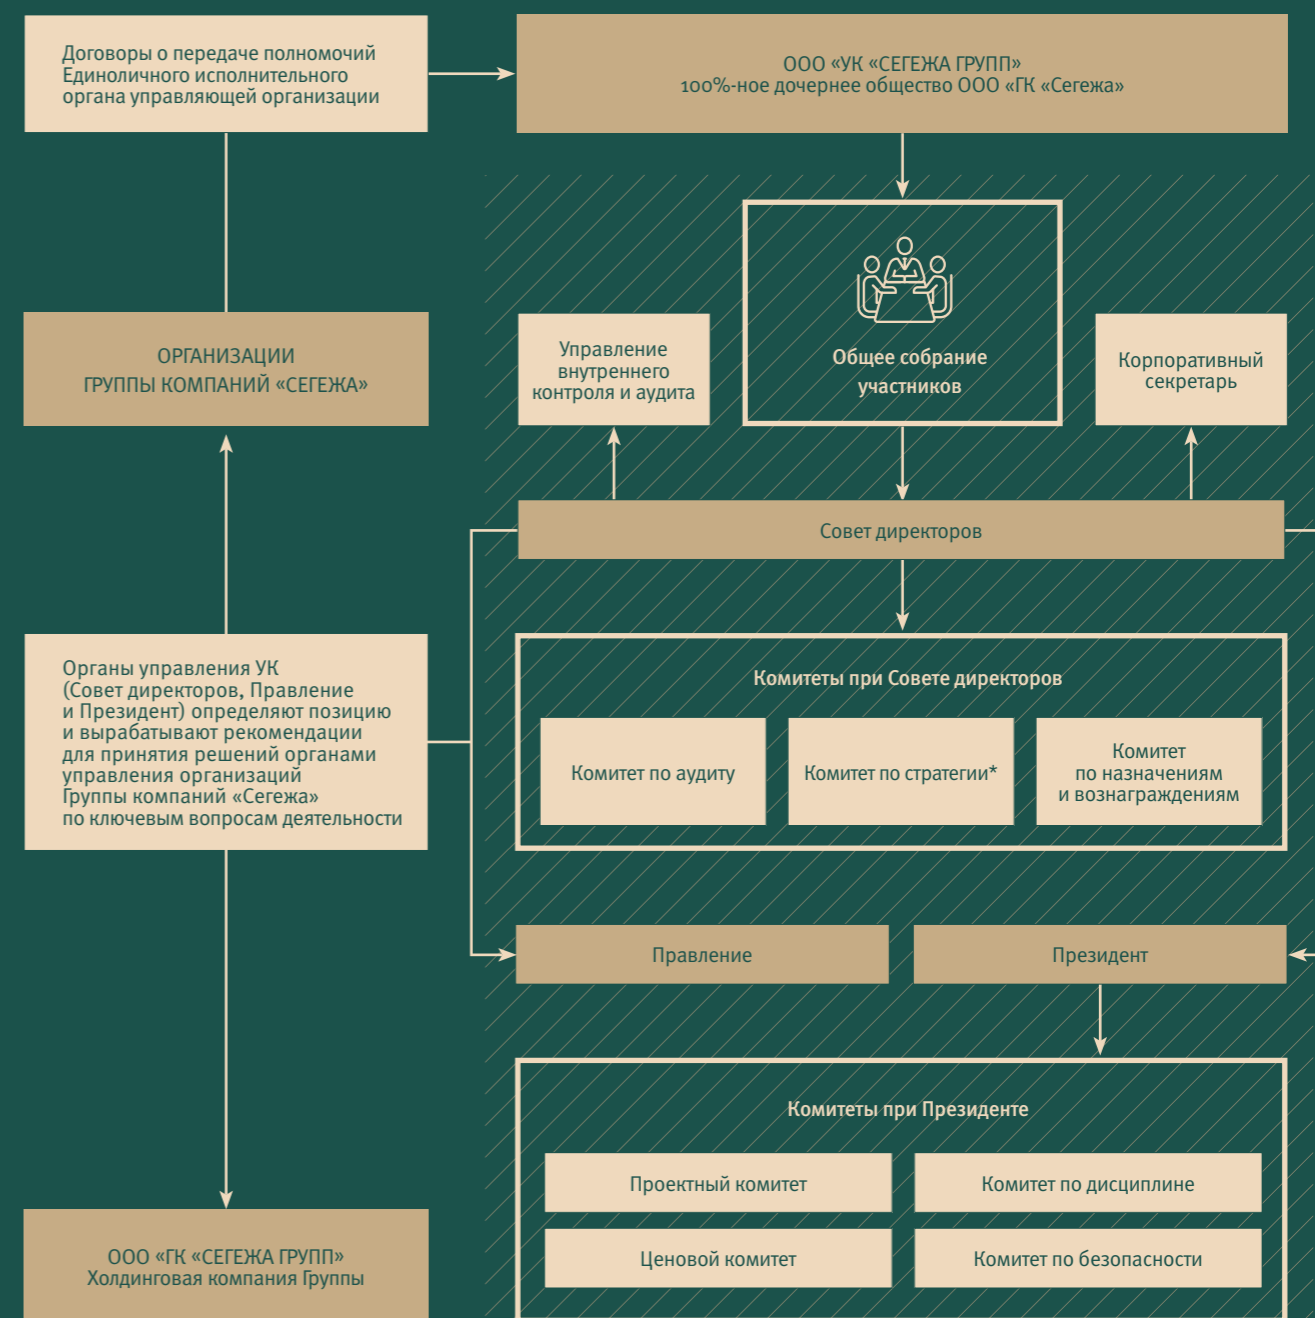 Договоры о передаче полномочий
Единоличного исполнительного
органа управляющей организации
ООО «УК «СЕГЕЖА ГРУПП»
100%-ное дочернее общество ООО «ГК «Сегежа»
Общее собрание
участников
Управление
внутреннего
контроля и аудита
Корпоративный
секретарь
ОРГАНИЗАЦИИ
ГРУППЫ КОМПАНИЙ «СЕГЕЖА»
Совет директоров
Органы управления УК
(Совет директоров, Правление
и Президент) определяют позицию
и вырабатывают рекомендации
для принятия решений органами
управления организаций
Группы компаний «Сегежа»
по ключевым вопросам деятельности
Комитеты при Совете директоров
Комитет по аудиту
Комитет по стратегии*
Комитет
по назначениям
и вознаграждениям
Правление
Президент
Комитеты при Президенте
Проектный комитет
Комитет по дисциплине
Ценовой комитет
Комитет по безопасности
ООО «ГК «СЕГЕЖА ГРУПП»
Холдинговая компания Группы